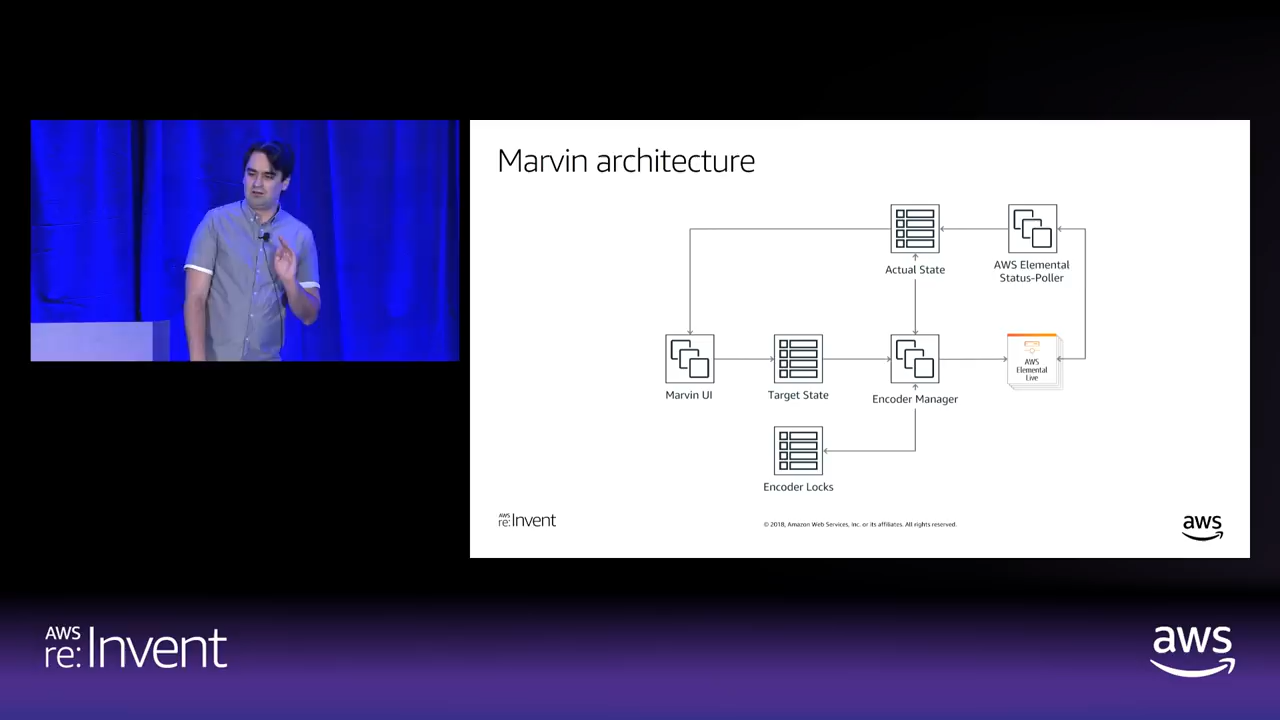 Marvin architecture
Actual State
AWS Elemental
Status-Poller
Marvin UI
Target State
Encoder Manager
AWS
Elemental
Live
Encoder Locks
AWS
re:Invent
© 2018, Amazon Web Services, Inc. or its affiliates. All rights reserved.
aws
AWS
re:Invent
aws